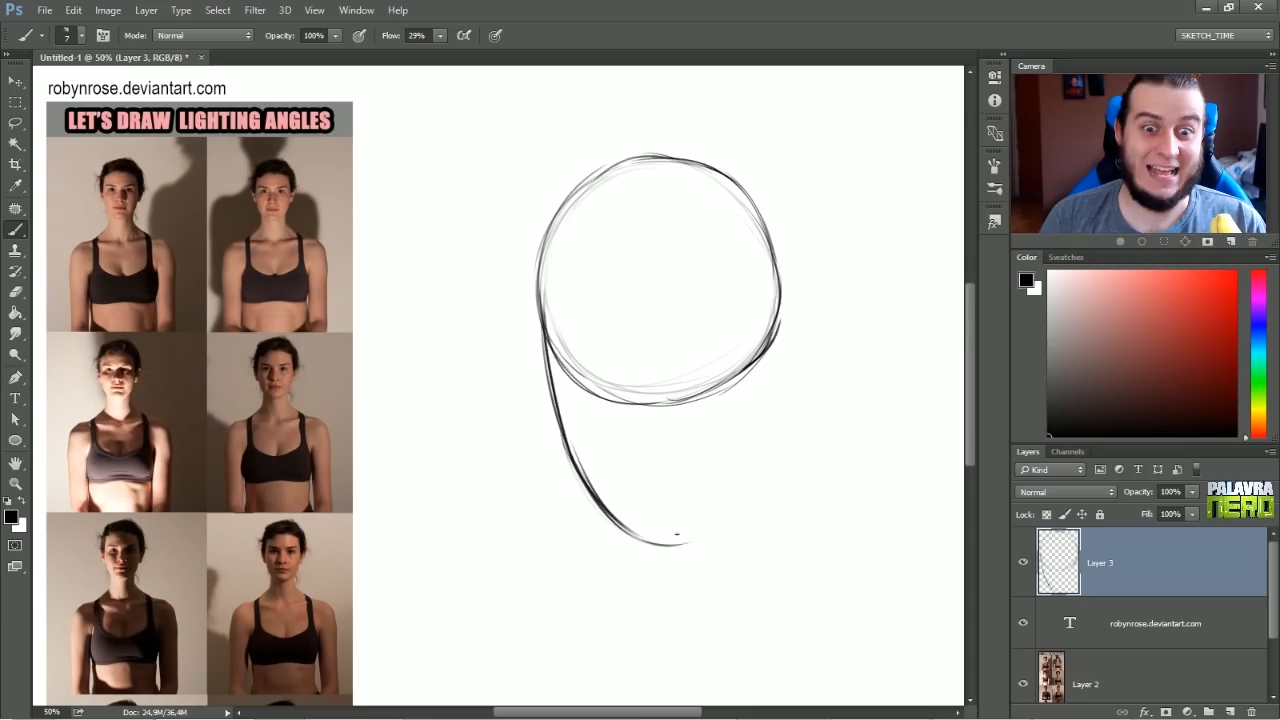 Ps File Edit Image Layer Type Select Filter 3D View Window Help
7 Mode: Normal Opacity: 100% Flow: 29% SKETCH_TIME
Untitled-1 @ 50% (Layer 3, RGB/8) * ×
robynrose.deviantart.com
LET'S DRAW LIGHTING ANGLES
Camera
Color Swatches
Layers Channels
Kind
Normal Opacity: 100%
Lock: Fill: 100%
PALAVRA
NERD
Layer 3
T robynrose.deviantart.com
Layer 2
50% Doc: 24,9M/36,4M